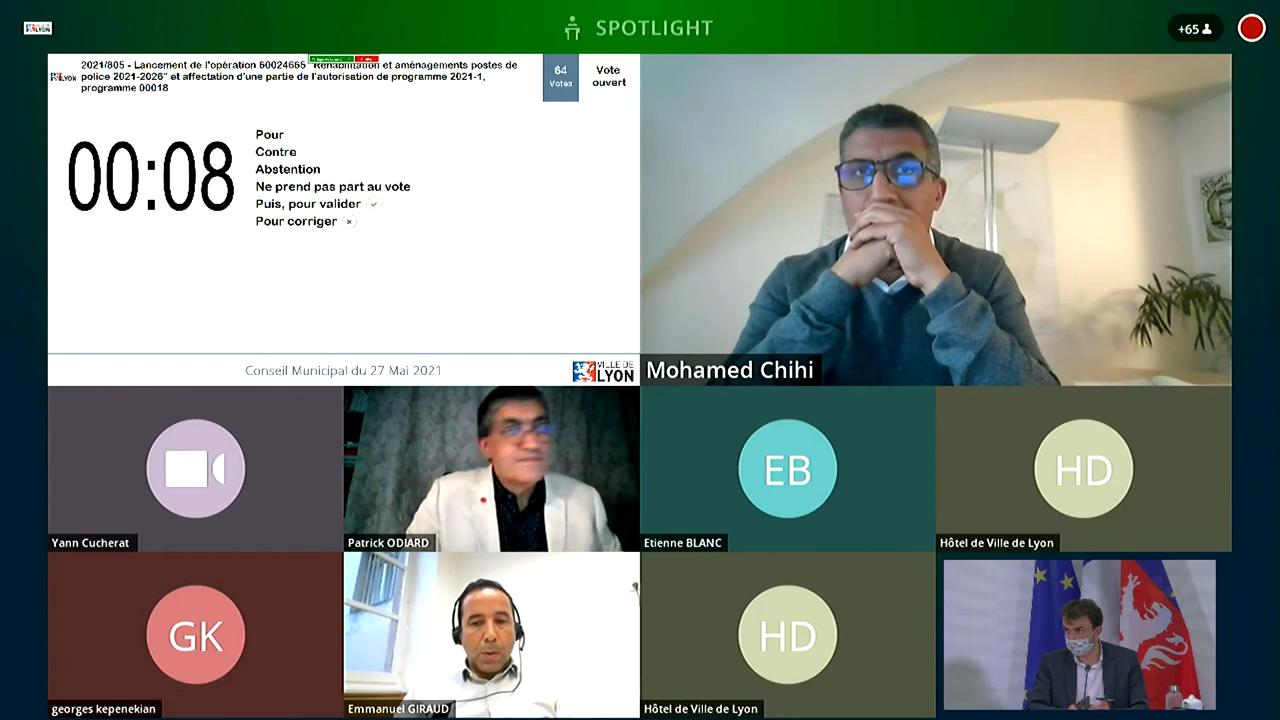 SPOTLIGHT
+65
LYON
2021/805 - Lancement de l'opération 60024665 "Réhabilitation et aménagements postes de
police 2021-2026" et affectation d'une partie de l'autorisation de programme 2021-1,
programme 00018
64
Votes
Vote
ouvert
00:08
Pour
Contre
Abstention
Ne prend pas part au vote
Puis, pour valider
Pour corriger
Conseil Municipal du 27 Mai 2021
VILLE DE
LYON
Mohamed Chihi
Yann Cucherat
Patrick ODIARD
EB
Etienne BLANC
HD
Hôtel de Ville de Lyon
GK
georges kepenekian
Emmanuel GIRAUD
HD
Hôtel de Ville de Lyon